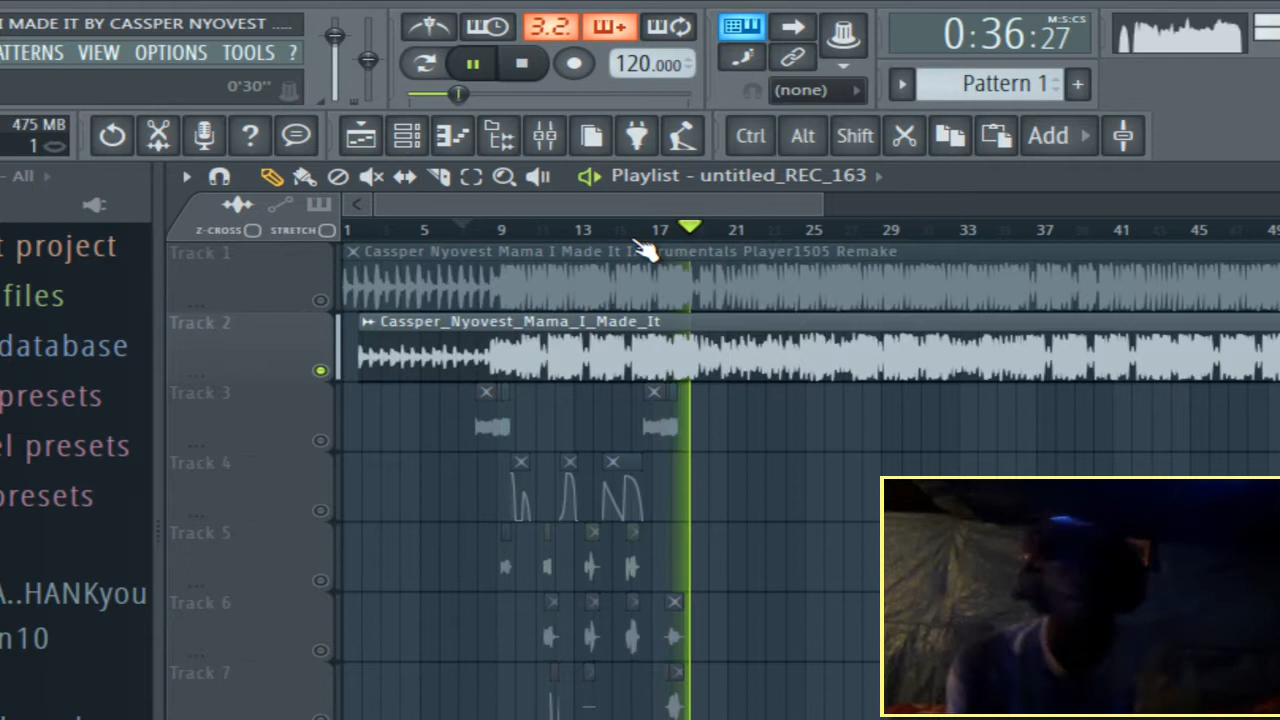 I MADE IT BY CASSPER NYOVEST ....
ATTERNS VIEW OPTIONS TOOLS ?
0'30''
3.2.
120.000
(none)
0:36:27
M:S:CS
Pattern 1
475 MB
1
?
Ctrl Alt Shift
Add
All
Playlist - untitled_REC_163
Z-CROSS STRETCH
1 5 9 13 17 21 25 29 33 37 41 45 49
Track 1
Cassper Nyovest Mama I Made It Instrumentals Player1505 Remake
Track 2
Cassper_Nyovest_Mama_I_Made_It
Track 3
Track 4
Track 5
Track 6
Track 7
t project
files
database
presets
el presets
presets
A..HANKyou
n10